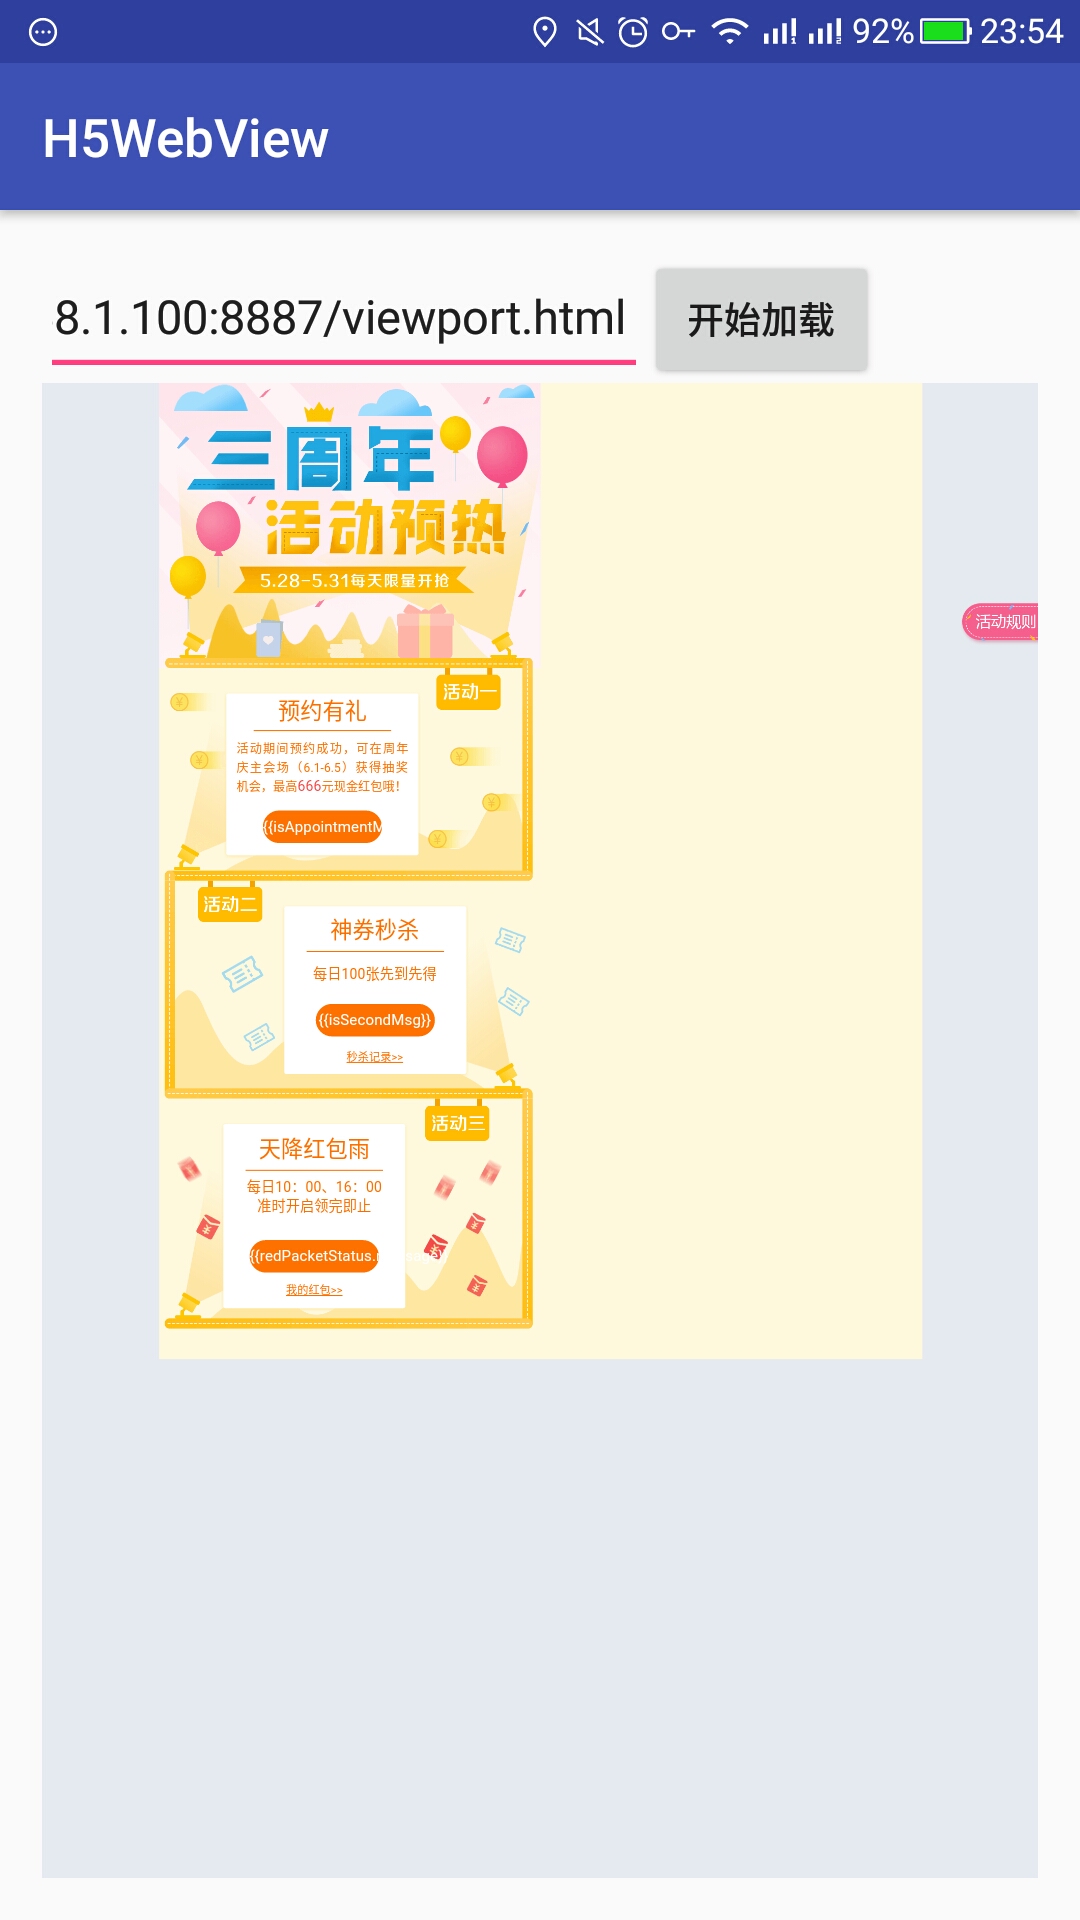 92% 23:54
H5WebView
8.1.100:8887/viewport.html
开始加载
三周年
活动预热
5.28-5.31每天限量开抢
活动规则
活动一
预约有礼
活动期间预约成功，可在周年
庆主会场（6.1-6.5）获得抽奖
机会，最高666元现金红包哦！
{{isAppointmentM
活动二
神券秒杀
每日100张先到先得
{{isSecondMsg}}
秒杀记录>>
活动三
天降红包雨
每日10：00、16：00
准时开启领完即止
{{redPacketStatus.
我的红包>>